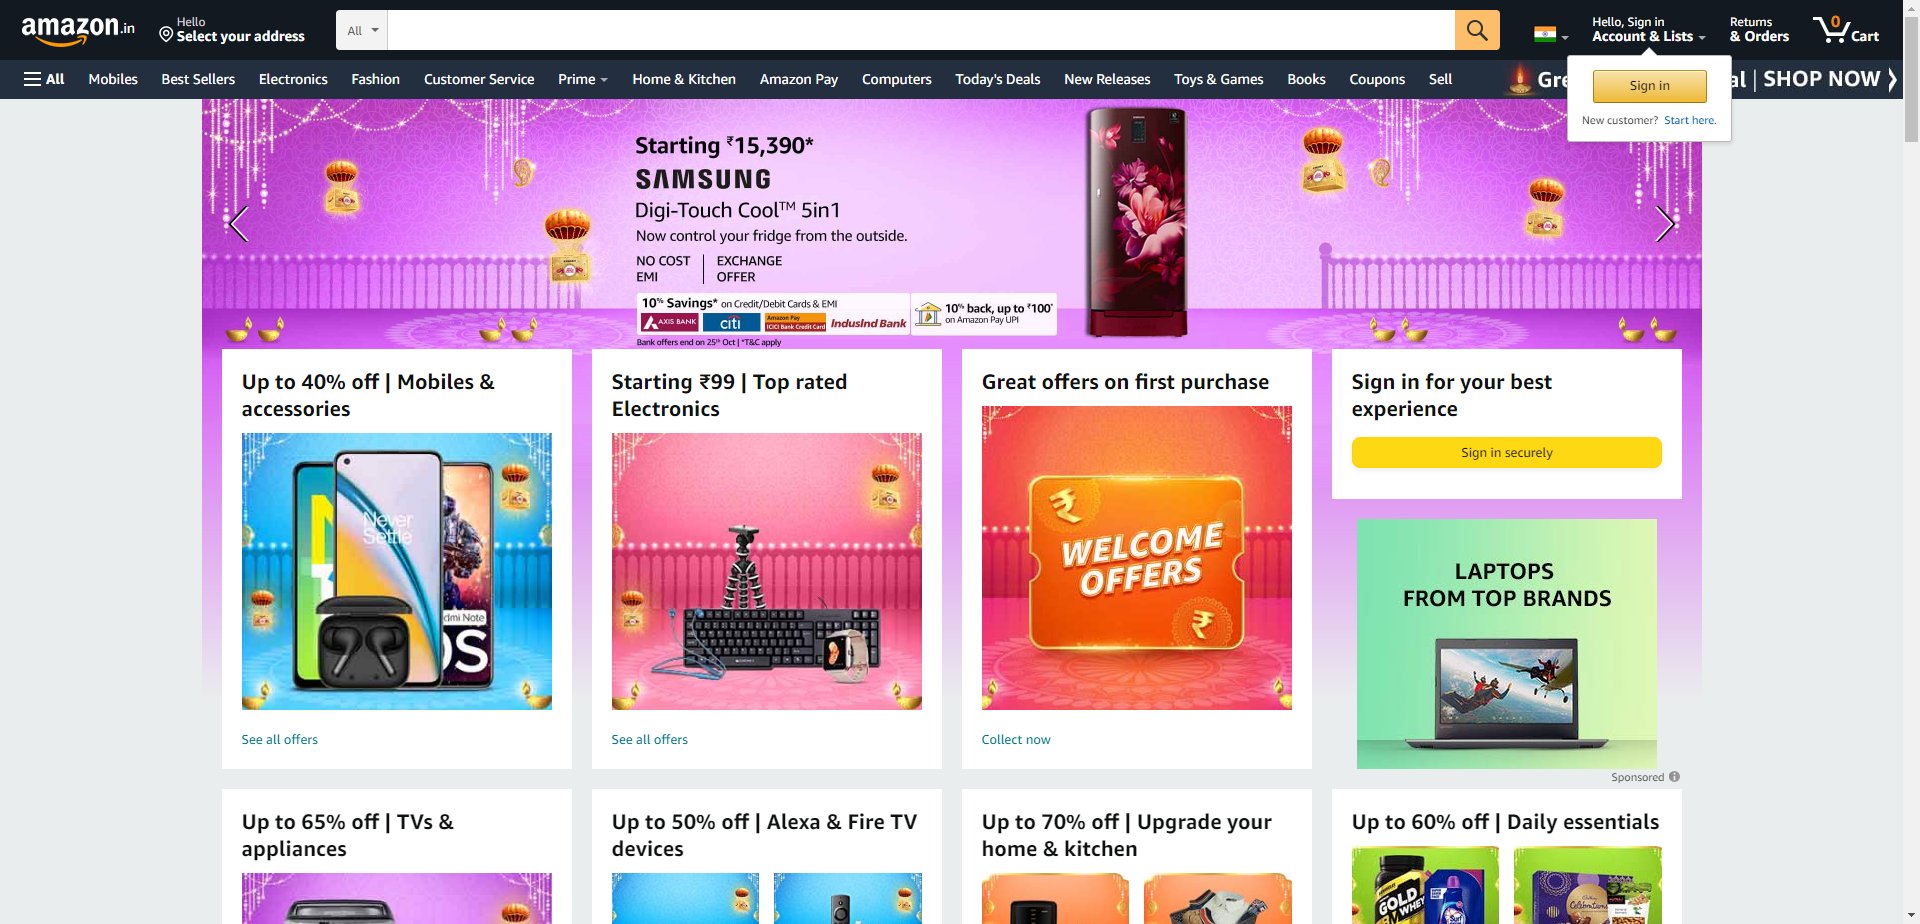 amazon.in
Hello
Select your address
All
Hello, Sign in
Account & Lists
Returns
& Orders
0
Cart
All
Mobiles
Best Sellers
Electronics
Fashion
Customer Service
Prime
Home & Kitchen
Amazon Pay
Computers
Today's Deals
New Releases
Toys & Games
Books
Coupons
Sell
Gre
al | SHOP NOW
Sign in
New customer? Start here.
Starting ₹15,390*
SAMSUNG
Digi-Touch Cool™ 5in1
Now control your fridge from the outside.
NO COST
EMI
EXCHANGE
OFFER
10% Savings* on Credit/Debit Cards & EMI
AXIS BANK
citi
Amazon Pay
ICICI Bank Credit Card
IndusInd Bank
10% back, up to ₹100*
on Amazon Pay UPI
Bank offers end on 25th Oct | *T&C apply
Up to 40% off | Mobiles &
accessories
Never
Settle
dmi Note
See all offers
Starting ₹99 | Top rated
Electronics
See all offers
Great offers on first purchase
₹
WELCOME
OFFERS
₹
Collect now
Sign in for your best
experience
Sign in securely
LAPTOPS
FROM TOP BRANDS
Sponsored
Up to 65% off | TVs &
appliances
Up to 50% off | Alexa & Fire TV
devices
Up to 70% off | Upgrade your
home & kitchen
Up to 60% off | Daily essentials
GOLD
WHEY
Surf
Celebrations